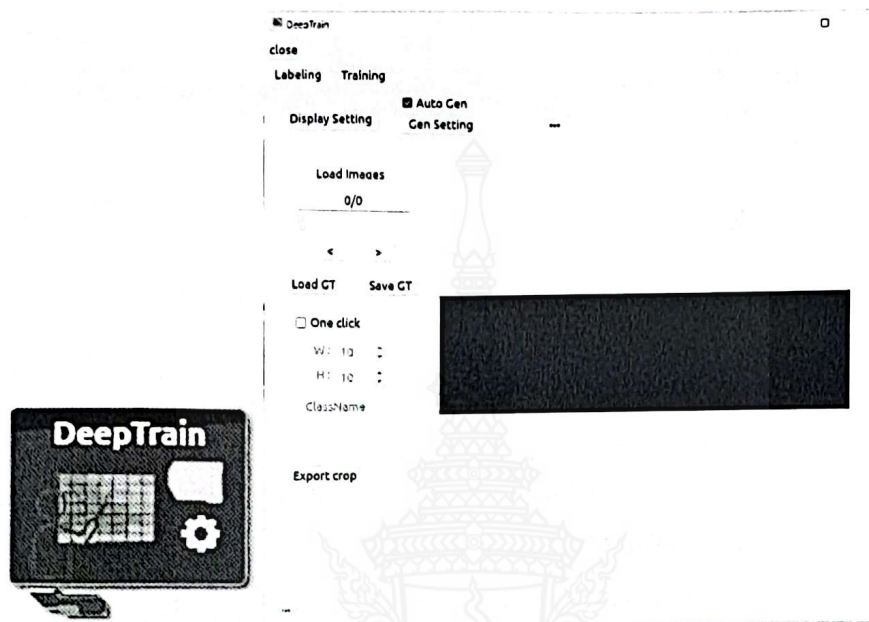 DeepTrain
close
Labeling Training
Auto Gen
Display Setting Gen Setting ...
Load Images
0/0
< >
Load GT Save GT
One click
W: 10
H: 10
ClassName
Export crop
...
DeepTrain